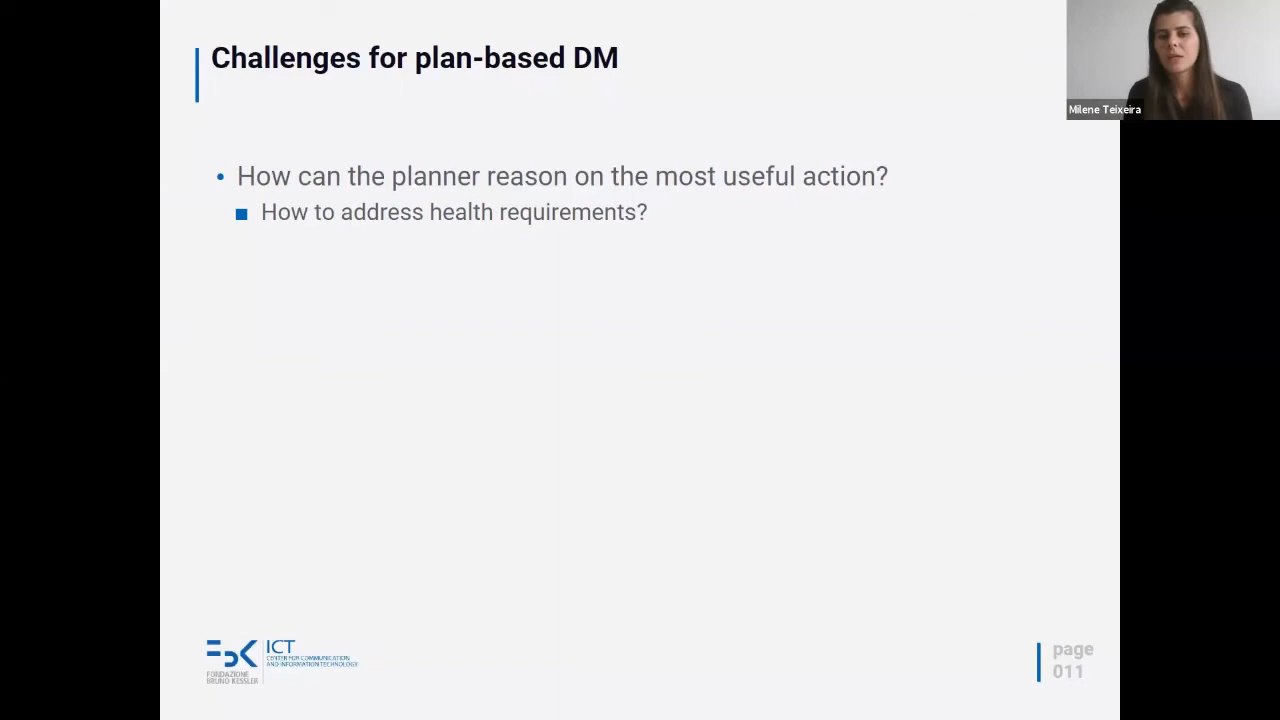 Challenges for plan-based DM
Milene Teixeira
How can the planner reason on the most useful action?
How to address health requirements?
FBK
FONDAZIONE
BRUNO KESSLER
ICT
CENTER FOR COMMUNICATION
AND INFORMATION TECHNOLOGY
page
011